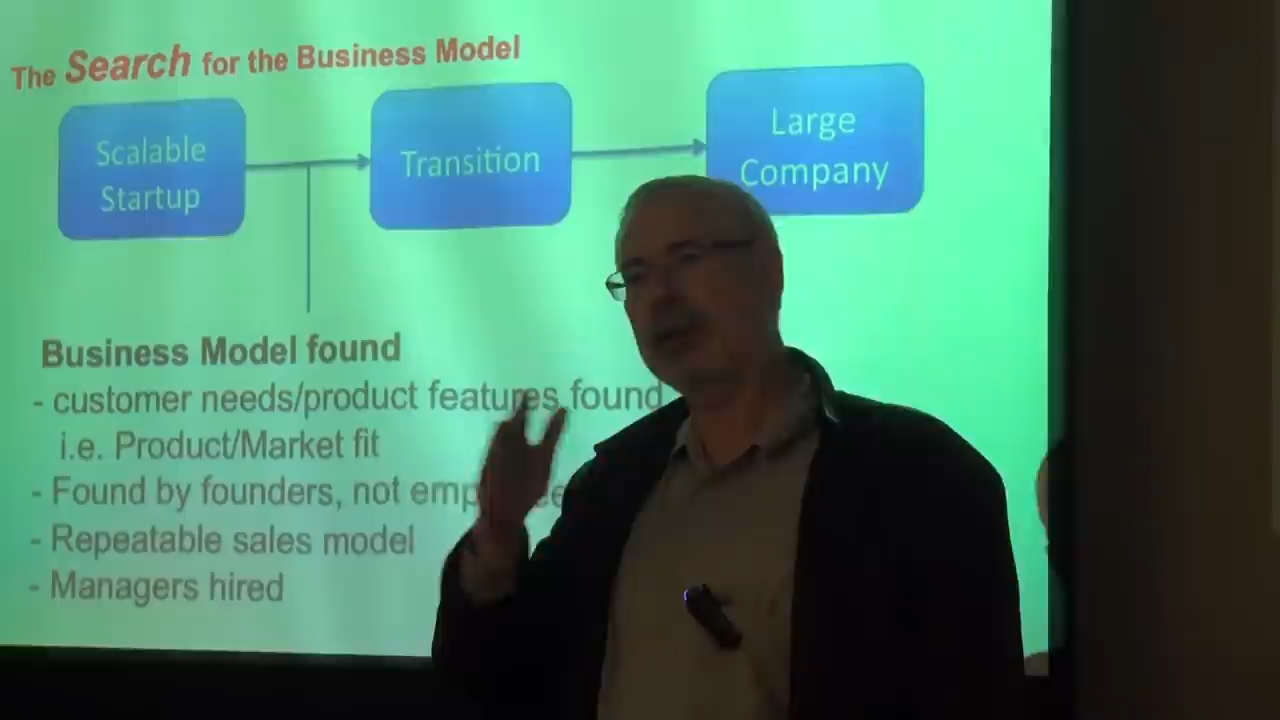 The Search for the Business Model
Scalable
Startup
Transition
Large
Company
Business Model found
- customer needs/product features found
i.e. Product/Market fit
- Found by founders, not
- Repeatable sales model
- Managers hired